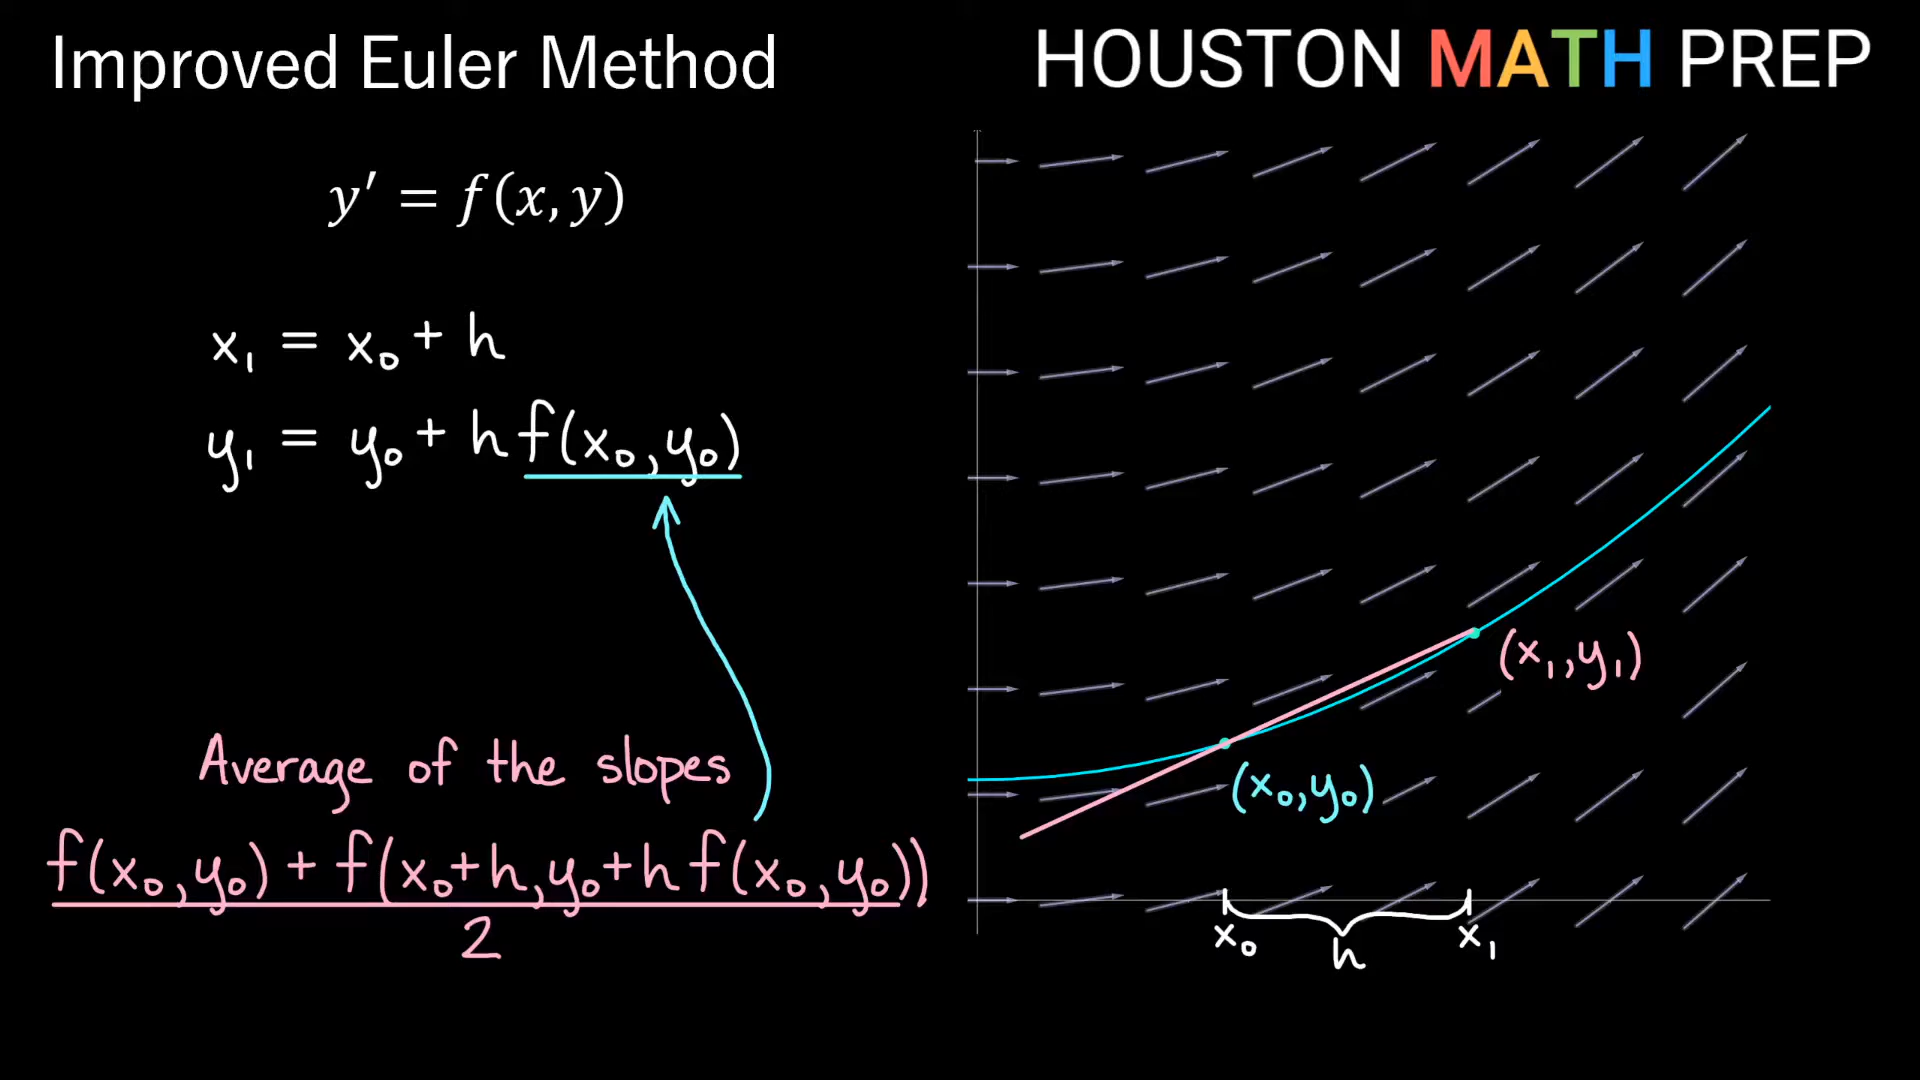 Improved Euler Method
HOUSTON MATH PREP
y′ = f(x, y)
x₁ = x₀ + h
y₁ = y₀ + h f(x₀, y₀)
Average of the slopes
f(x₀, y₀) + f(x₀+h, y₀+h f(x₀, y₀))
2
(x₁, y₁)
(x₀, y₀)
x₀ h x₁